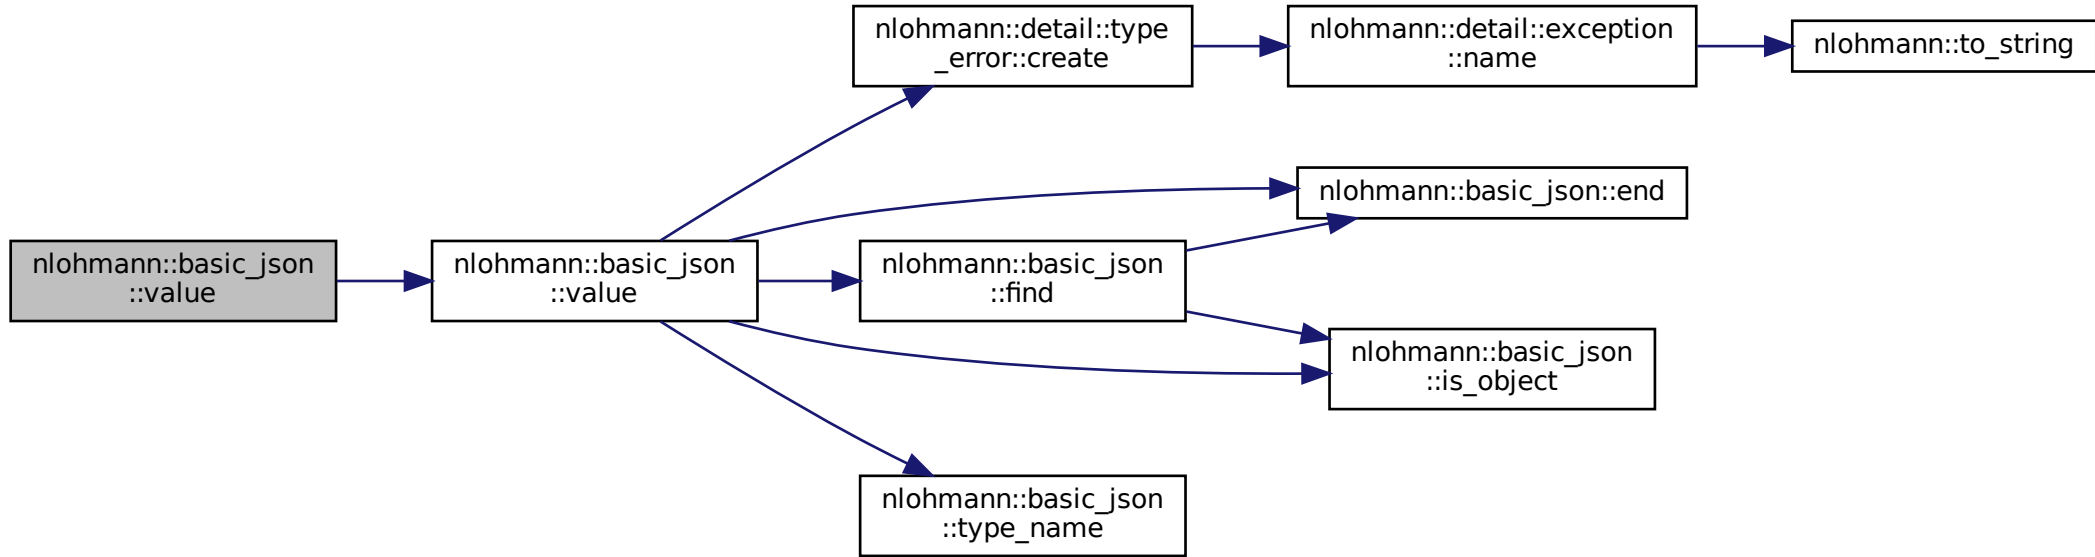 nlohmann::detail::type
_error::create
nlohmann::detail::exception
::name
nlohmann::to_string
nlohmann::basic_json::end
nlohmann::basic_json
::value
nlohmann::basic_json
::value
nlohmann::basic_json
::find
nlohmann::basic_json
::is_object
nlohmann::basic_json
::type_name